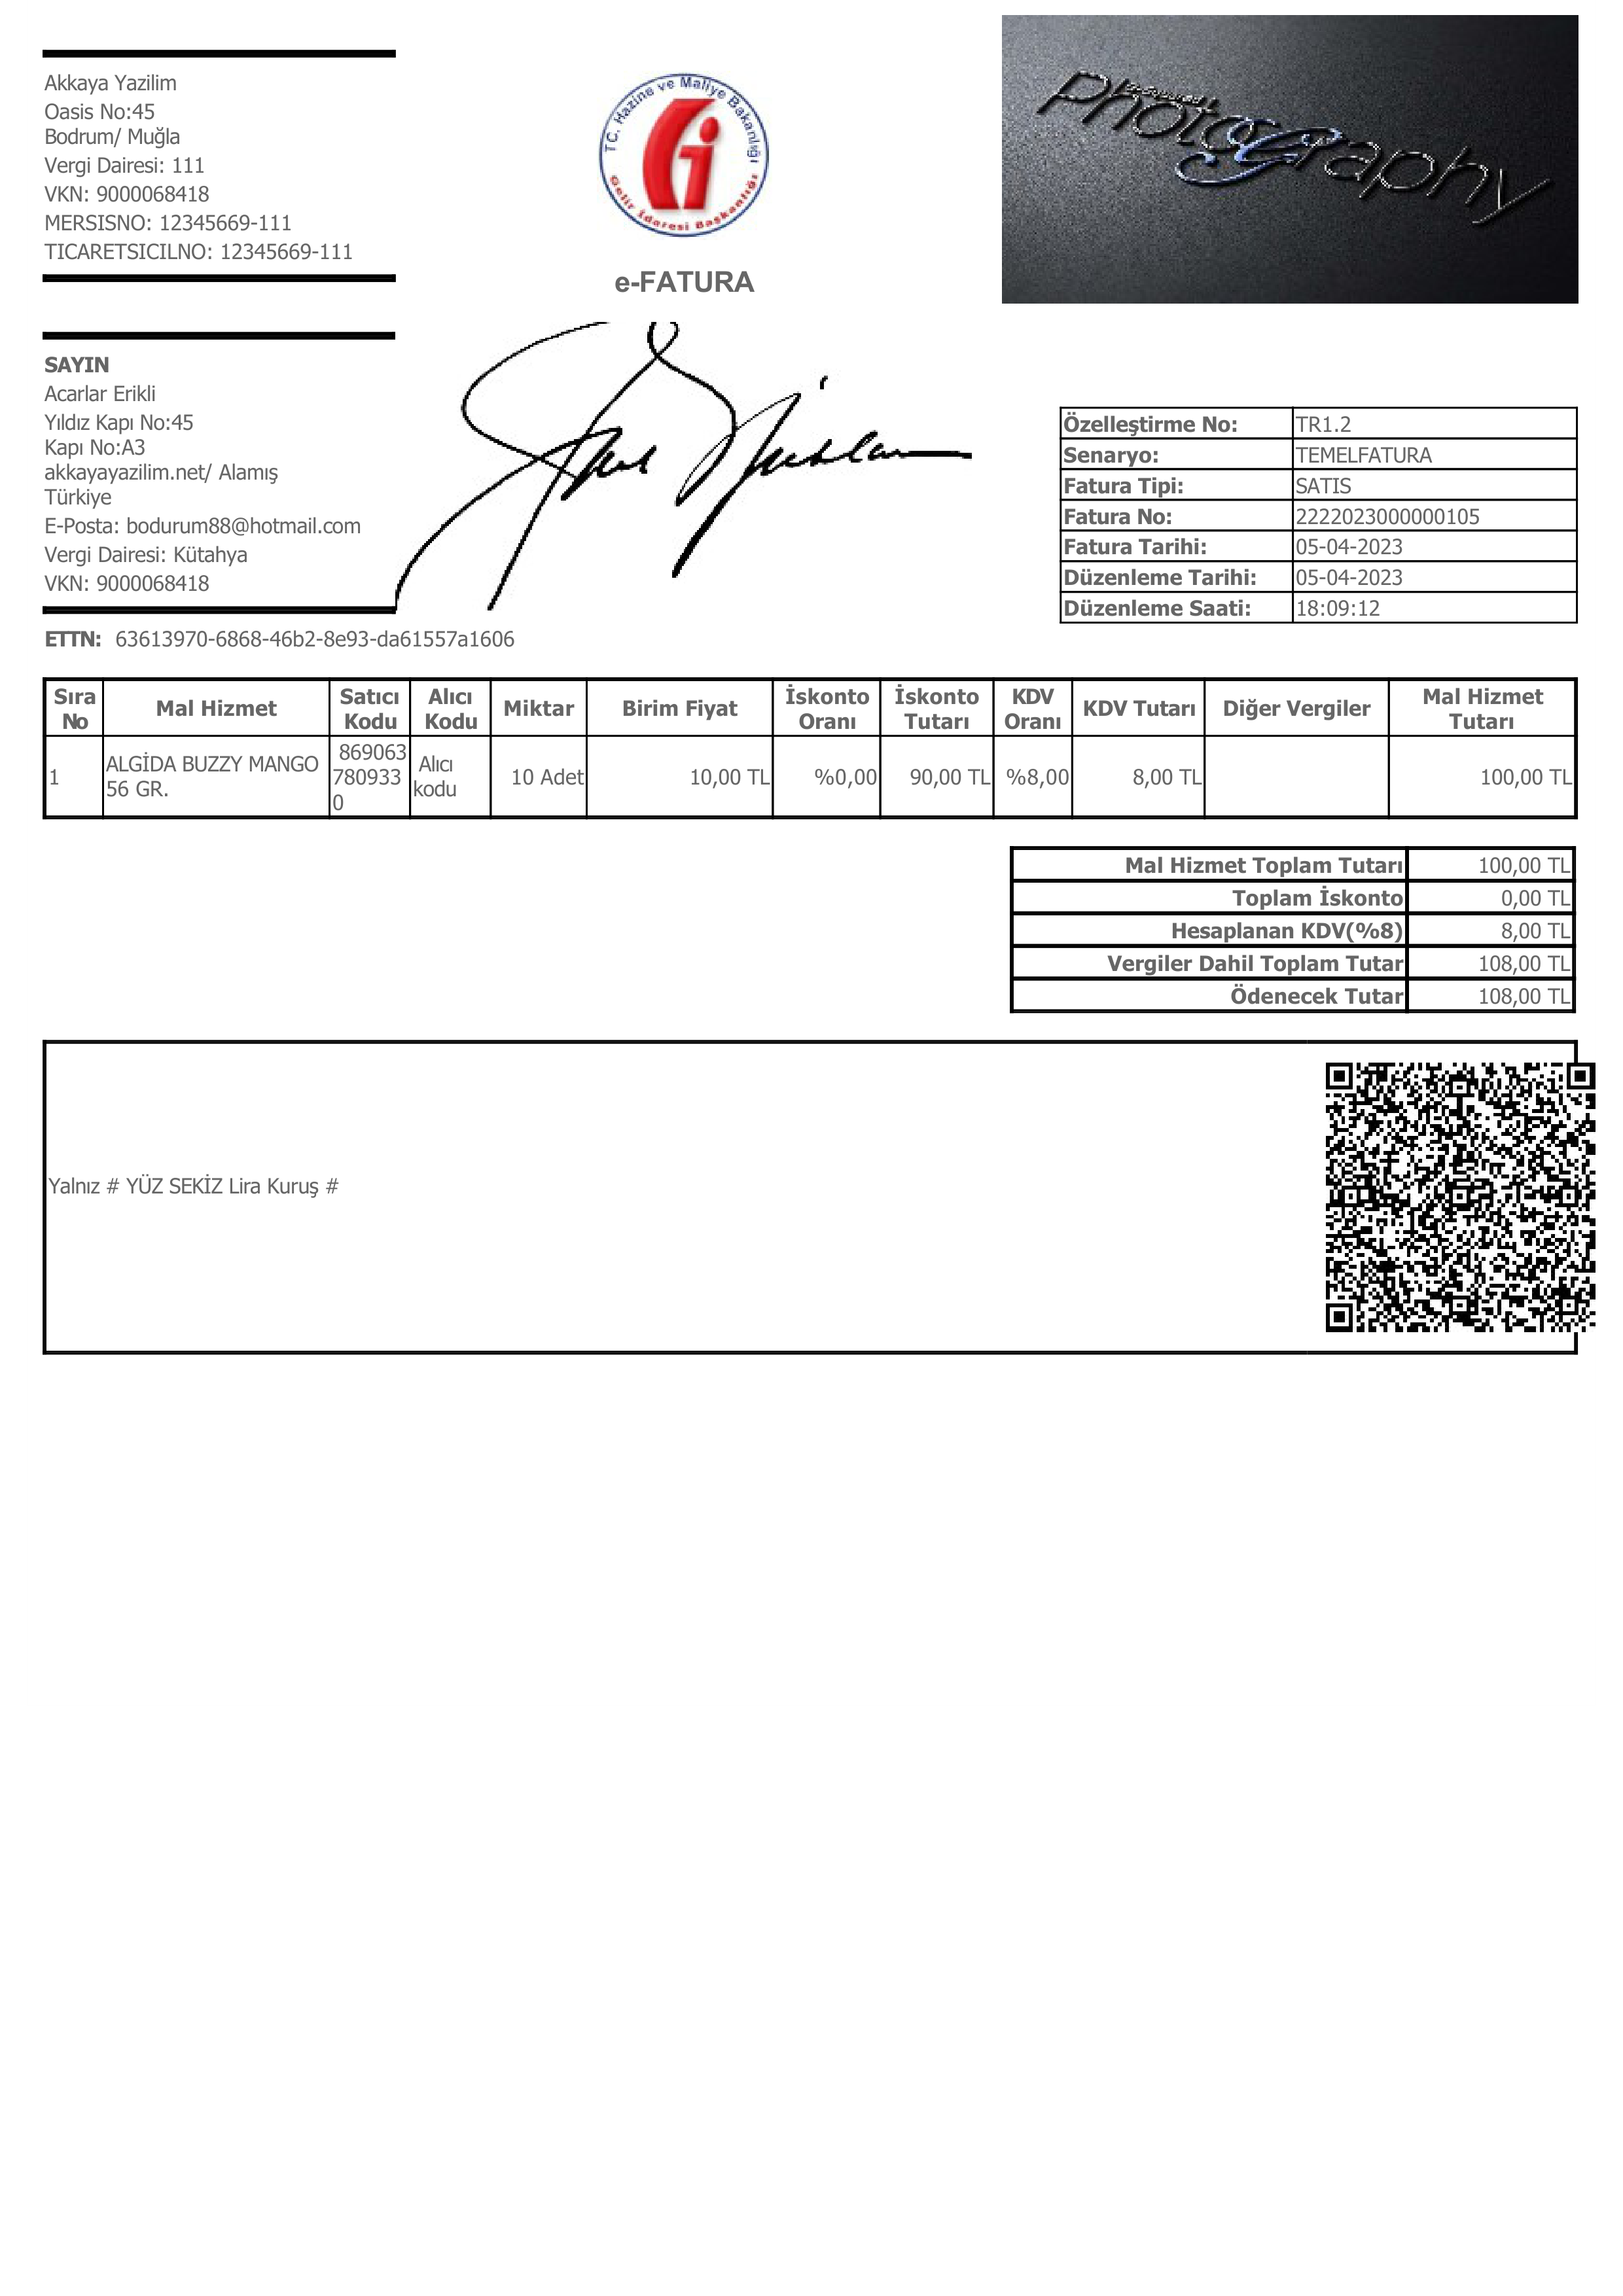 Akkaya Yazilim
Oasis No:45
Bodrum/ Muğla
Vergi Dairesi: 111
VKN: 9000068418
MERSISNO: 12345669-111
TICARETSICILNO: 12345669-111
TC. Hazine ve Maliye Bakanlığı
Gelir İdaresi Başkanlığı
e-FATURA
PhotoGraphy
SAYIN
Acarlar Erikli
Yıldız Kapı No:45
Kapı No:A3
akkayayazilim.net/ Alamış
Türkiye
E-Posta: bodurum88@hotmail.com
Vergi Dairesi: Kütahya
VKN: 9000068418
Özelleştirme No: TR1.2
Senaryo: TEMELFATURA
Fatura Tipi: SATIS
Fatura No: 2222023000000105
Fatura Tarihi: 05-04-2023
Düzenleme Tarihi: 05-04-2023
Düzenleme Saati: 18:09:12
ETTN: 63613970-6868-46b2-8e93-da61557a1606
Sıra No Mal Hizmet Satıcı Kodu Alıcı Kodu Miktar Birim Fiyat İskonto Oranı İskonto Tutarı KDV Oranı KDV Tutarı Diğer Vergiler Mal Hizmet Tutarı
1 ALGİDA BUZZY MANGO 56 GR. 8690637809330 Alıcı kodu 10 Adet 10,00 TL %0,00 90,00 TL %8,00 8,00 TL 100,00 TL
Mal Hizmet Toplam Tutarı 100,00 TL
Toplam İskonto 0,00 TL
Hesaplanan KDV(%8) 8,00 TL
Vergiler Dahil Toplam Tutar 108,00 TL
Ödenecek Tutar 108,00 TL
Yalnız # YÜZ SEKİZ Lira Kuruş #